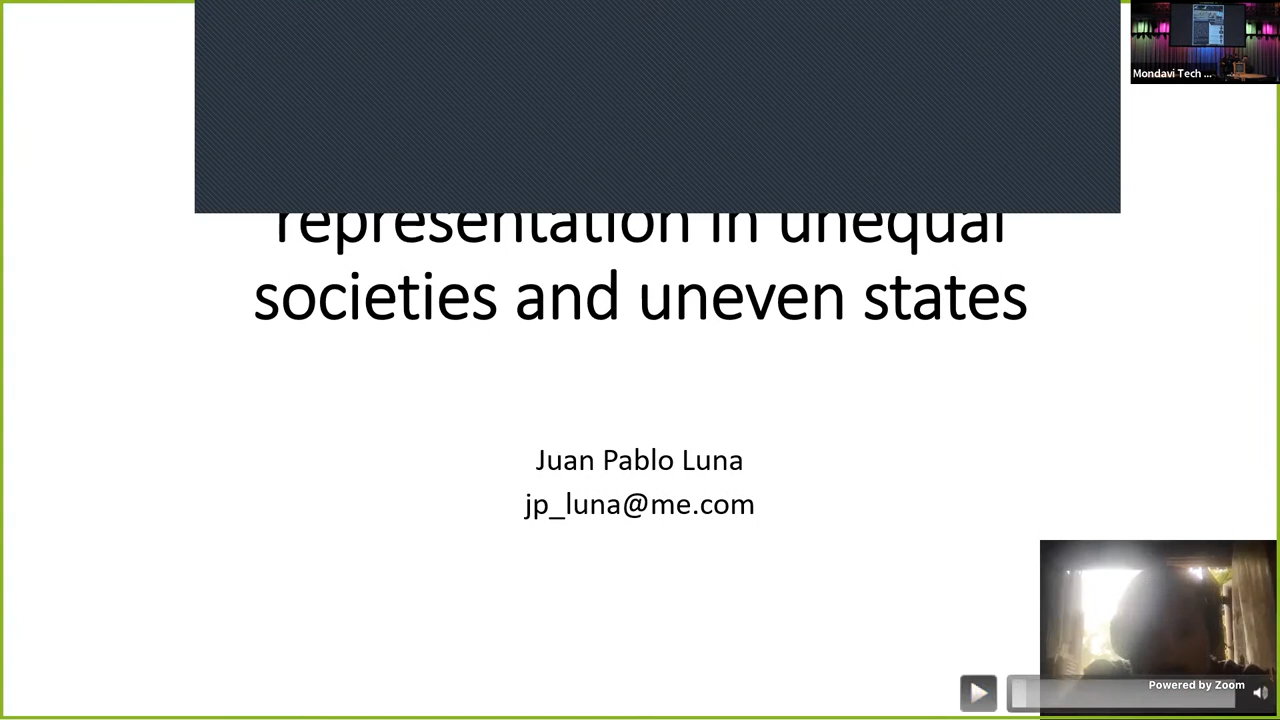 Mondavi Tech ...
representation in unequal
societies and uneven states
Juan Pablo Luna
jp_luna@me.com
Powered by Zoom